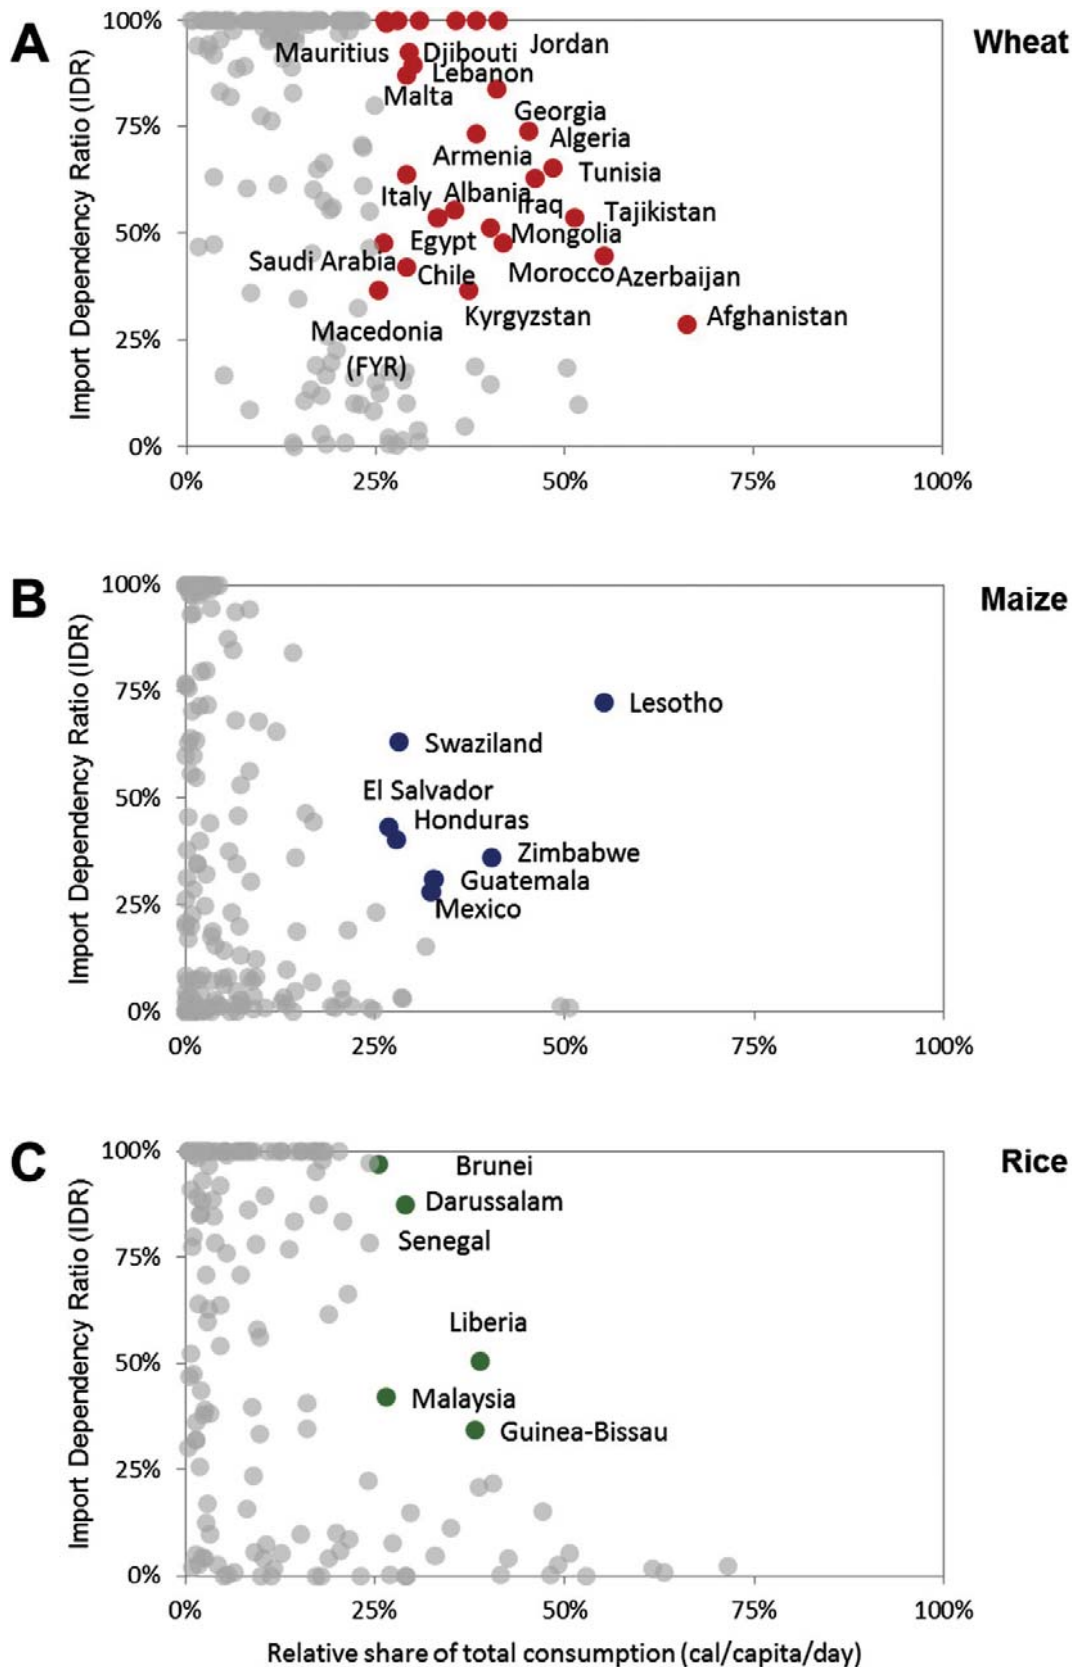 A
Wheat
Import Dependency Ratio (IDR)
100%
75%
50%
25%
0%
Mauritius
Djibouti
Jordan
Lebanon
Malta
Georgia
Algeria
Armenia
Tunisia
Italy
Albania
Iraq
Tajikistan
Egypt
Mongolia
Saudi Arabia
Chile
Morocco
Azerbaijan
Kyrgyzstan
Afghanistan
Macedonia
(FYR)
0% 25% 50% 75% 100%
B
Maize
Import Dependency Ratio (IDR)
100%
75%
50%
25%
0%
Lesotho
Swaziland
El Salvador
Honduras
Zimbabwe
Guatemala
Mexico
0% 25% 50% 75% 100%
C
Rice
Import Dependency Ratio (IDR)
100%
75%
50%
25%
0%
Brunei
Darussalam
Senegal
Liberia
Malaysia
Guinea-Bissau
0% 25% 50% 75% 100%
Relative share of total consumption (cal/capita/day)